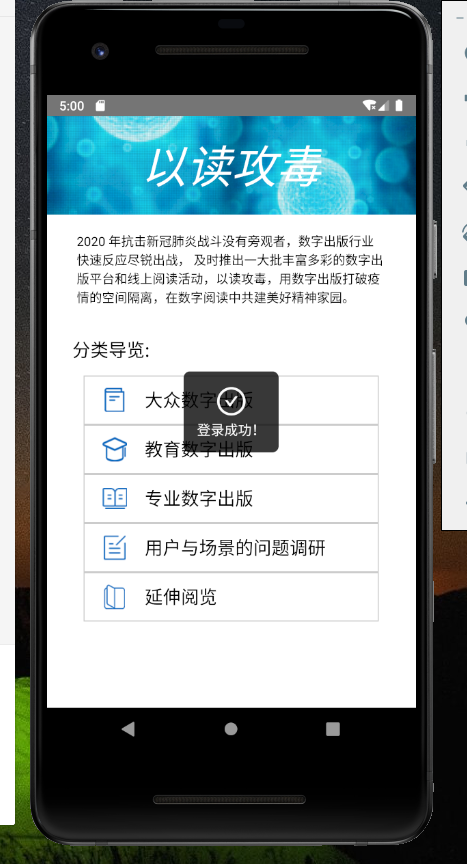 5:00
以读攻毒
2020 年抗击新冠肺炎战斗没有旁观者，数字出版行业
快速反应尽锐出战， 及时推出一大批丰富多彩的数字出
版平台和线上阅读活动，以读攻毒，用数字出版打破疫
情的空间隔离，在数字阅读中共建美好精神家园。
分类导览:
大众数字出版
登录成功!
教育数字出版
专业数字出版
用户与场景的问题调研
延伸阅览